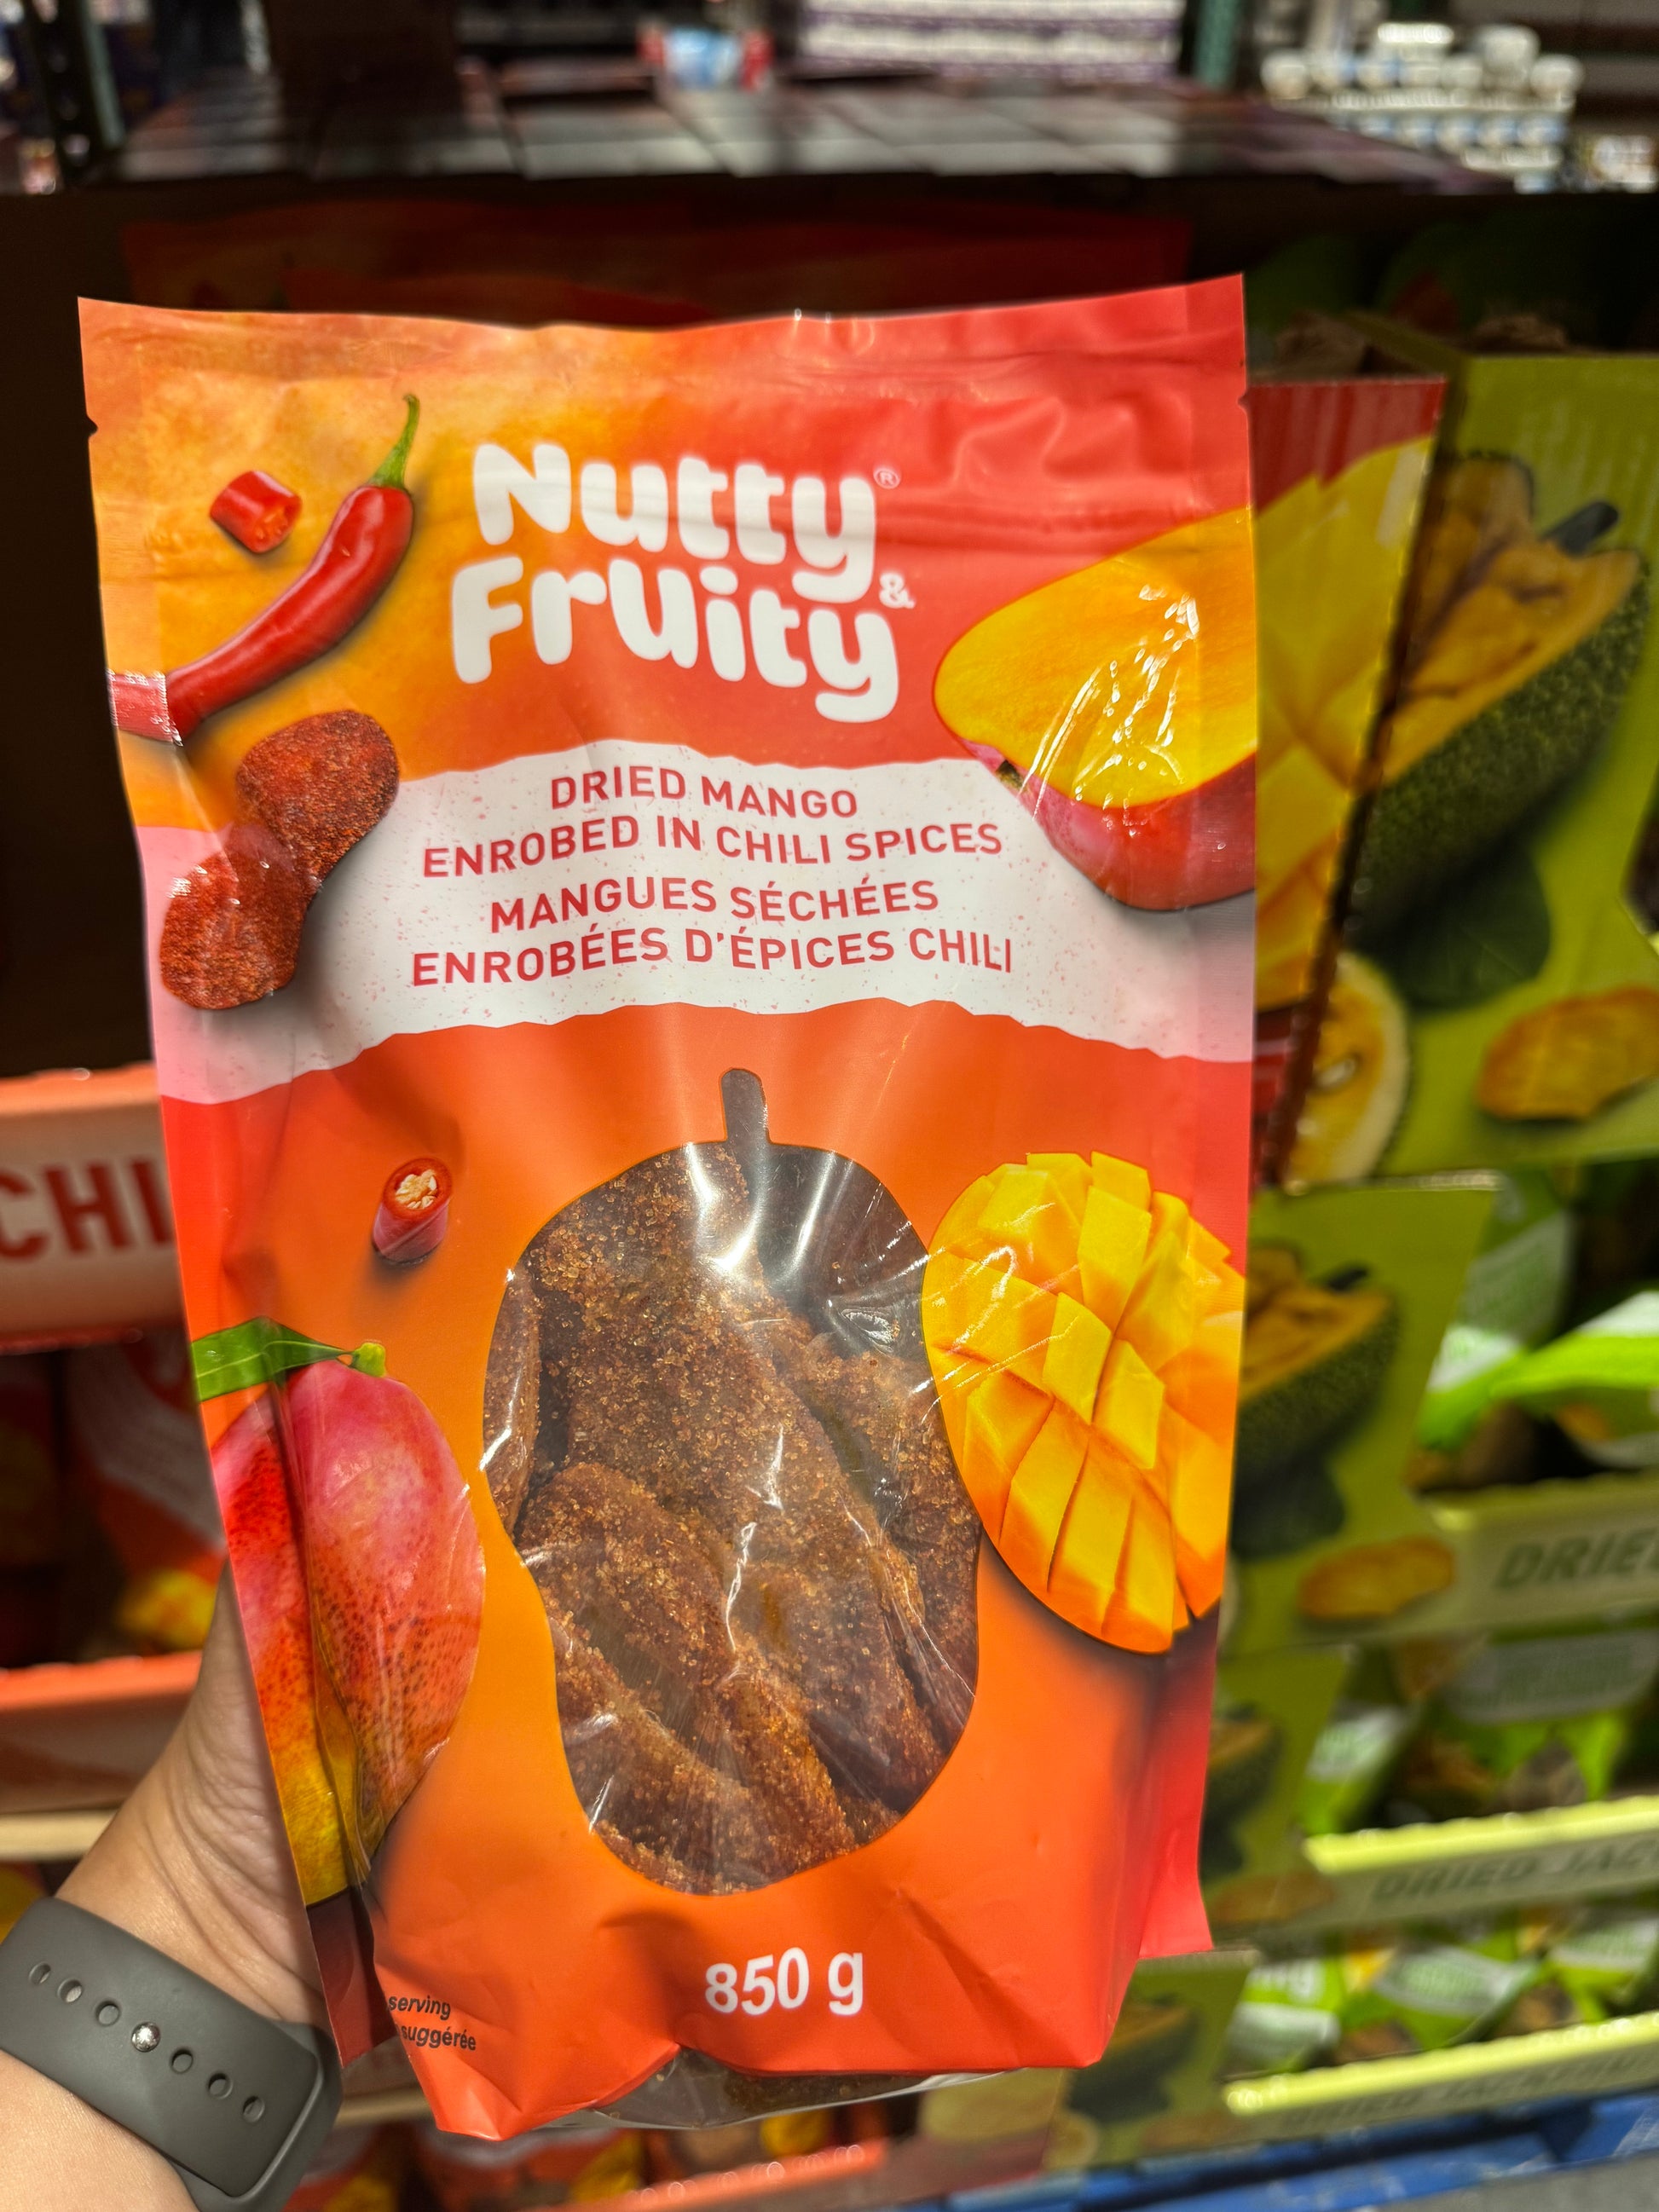 Nutty®
&
Fruity
DRIED MANGO
ENROBED IN CHILI SPICES
MANGUES SÉCHÉES
ENROBÉES D'ÉPICES CHILI
850 g
serving
suggérée
CHI
DRIE
DRIED JAC